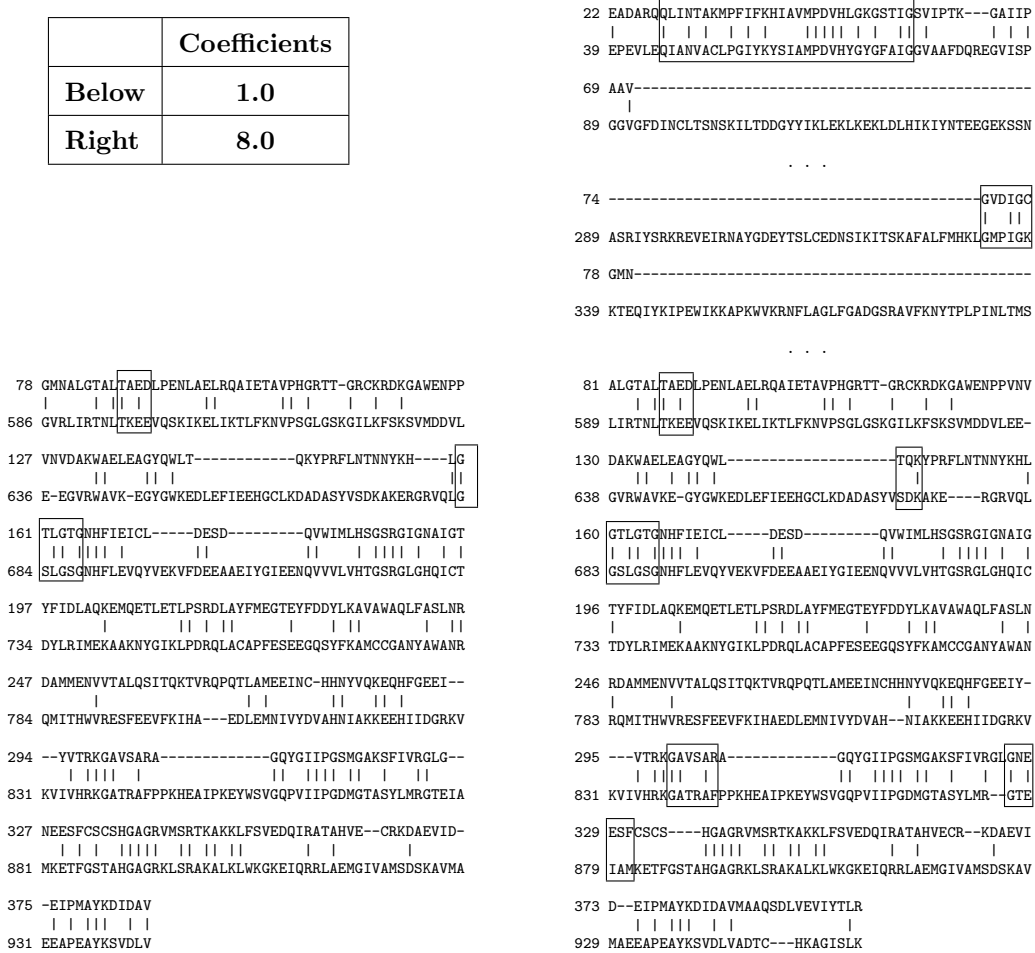 Coefficients
Below 1.0
Right 8.0
78 GMNALGTALTAEDLPENLAELRQAIETAVPHGRTT-GRCKRDKGAWENPP
586 GVRLIRTNLTKEEVQSKIKELIKTLFKNVPSGLGSKGILKFSKSVMDDVL
127 VNVDAKWAELEAGYQWLT------------QKYPRFLNTNNYKH----LG
636 E-EGVRWAVK-EGYGWKEDLEFIEEHGCLKDADASYVSDKAKERGRVQLG
161 TLGTGNHFIEICL-----DESD---------QVWIMLHSGSRGIGNAIGT
684 SLGSGNHFLEVQYVEKVFDEEAAEIYGIEENQVVVLVHTGSRGLGHQICT
197 YFIDLAQKEMQETLETLPSRDLAYFMEGTEYFDDYLKAVAWAQLFASLNR
734 DYLRIMEKAAKNYGIKLPDRQLACAPFESEEGQSYFKAMCCGANYAWANR
247 DAMMENVVTALQSITQKTVRQPQTLAMEEINC-HHNYVQKEQHFGEEI--
784 QMITHWVRESFEEVFKIHA---EDLEMNIVYDVAHNIAKKEEHIIDGRKV
294 --YVTRKGAVSARA-------------GQYGIIPGSMGAKSFIVRGLG--
831 KVIVHRKGATRAFPPKHEAIPKEYWSVGQPVIIPGDMGTASYLMRGTEIA
327 NEESFCSCSHGAGRVMSRTKAKKLFSVEDQIRATAHVE--CRKDAEVID-
881 MKETFGSTAHGAGRKLSRAKALKLWKGKEIQRRLAEMGIVAMSDSKAVMA
375 -EIPMAYKDIDAV
931 EEAPEAYKSVDLV
22 EADARQQLINTAKMPFIFKHIAVMPDVHLGKGSTIGSVIPTK---GAIIP
39 EPEVLEQIANVACLPGIYKYSIAMPDVHYGYGFAIGGVAAFDQREGVISP
69 AAV-----------------------------------------------
89 GGVGFDINCLTSNSKILTDDGYYIKLEKLKEKLDLHIKIYNTEEGEKSSN
. . .
74 --------------------------------------------GVDIGC
289 ASRIYSRKREVEIRNAYGDEYTSLCEDNSIKITSKAFALFMHKLGMPIGK
78 GMN-----------------------------------------------
339 KTEQIYKIPEWIKKAPKWVKRNFLAGLFGADGSRAVFKNYTPLPINLTMS
. . .
81 ALGTALTAEDLPENLAELRQAIETAVPHGRTT-GRCKRDKGAWENPPVNV
589 LIRTNLTKEEVQSKIKELIKTLFKNVPSGLGSKGILKFSKSVMDDVLEE-
130 DAKWAELEAGYQWL--------------------TQKYPRFLNTNNYKHL
638 GVRWAVKE-GYGWKEDLEFIEEHGCLKDADASYVSDKAKE----RGRVQL
160 GTLGTGNHFIEICL-----DESD---------QVWIMLHSGSRGIGNAIG
683 GSLGSGNHFLEVQYVEKVFDEEAAEIYGIEENQVVVLVHTGSRGLGHQIC
196 TYFIDLAQKEMQETLETLPSRDLAYFMEGTEYFDDYLKAVAWAQLFASLN
733 TDYLRIMEKAAKNYGIKLPDRQLACAPFESEEGQSYFKAMCCGANYAWAN
246 RDAMMENVVTALQSITQKTVRQPQTLAMEEINCHHNYVQKEQHFGEEIY-
783 RQMITHWVRESFEEVFKIHAEDLEMNIVYDVAH--NIAKKEEHIIDGRKV
295 ---VTRKGAVSARA-------------GQYGIIPGSMGAKSFIVRGLGNE
831 KVIVHRKGATRAFPPKHEAIPKEYWSVGQPVIIPGDMGTASYLMR--GTE
329 ESFCSCS----HGAGRVMSRTKAKKLFSVEDQIRATAHVECR--KDAEVI
879 IAMKETFGSTAHGAGRKLSRAKALKLWKGKEIQRRLAEMGIVAMSDSKAV
373 D--EIPMAYKDIDAVMAAQSDLVEVIYTLR
929 MAEEAPEAYKSVDLVADTC---HKAGISLK